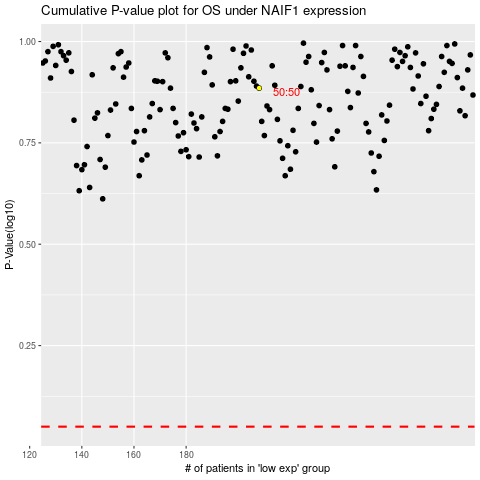 Cumulative P-value plot for OS under NAIF1 expression
P-Value(log10)
1.00
0.75
0.50
0.25
50:50
120 140 160 180
# of patients in 'low exp' group